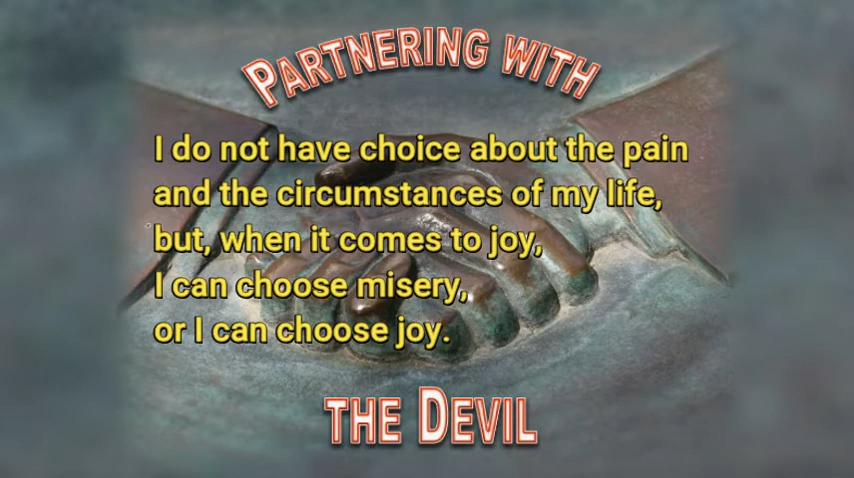 PARTNERING WITH
I do not have choice about the pain
and the circumstances of my life,
but, when it comes to joy,
I can choose misery,
or I can choose joy.
THE DEVIL